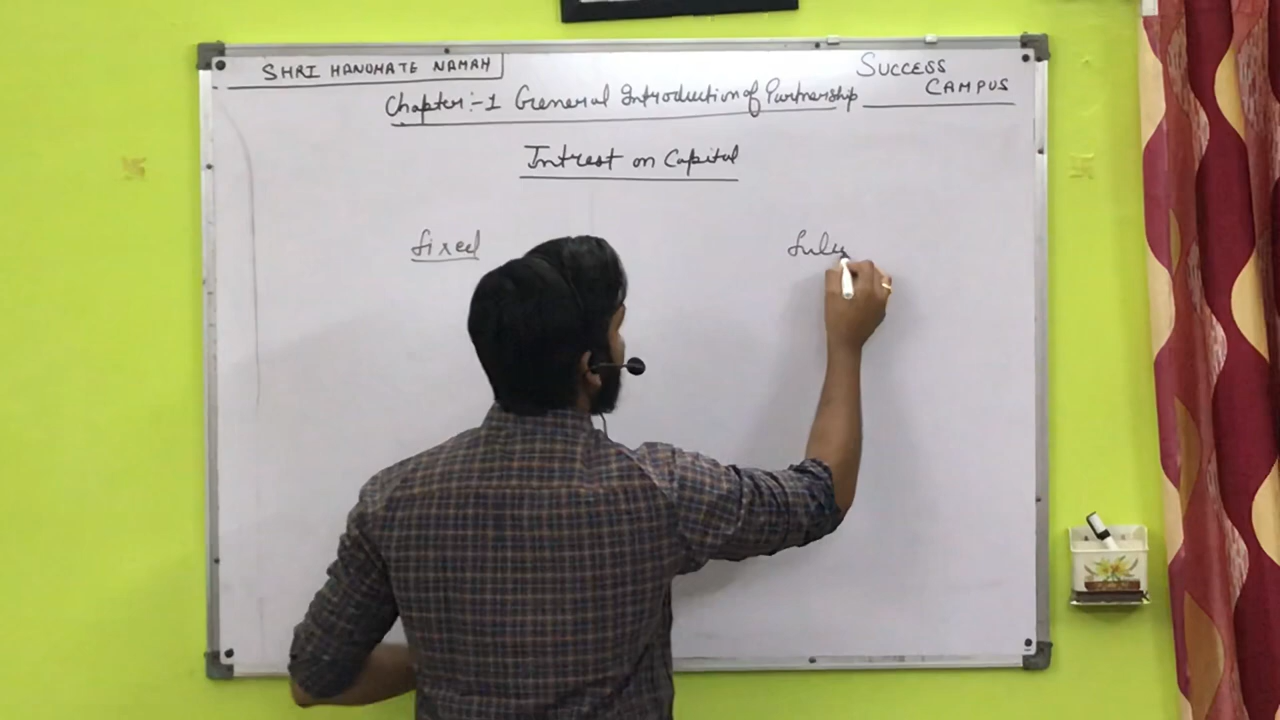 SHRI HANUMATE NAMAH
SUCCESS
CAMPUS
Chapter:-1 General Introduction of Partnership
Intrest on Capital
fixed